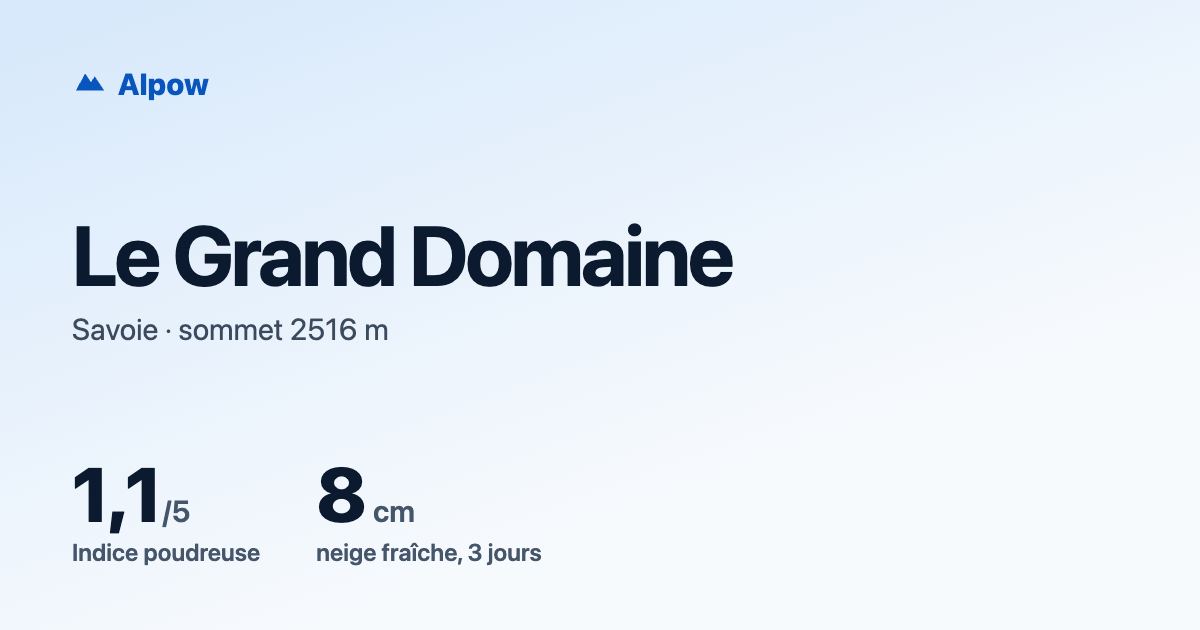 Alpow
Le Grand Domaine
Savoie · sommet 2516 m
1,1/5
Indice poudreuse
8 cm
neige fraîche, 3 jours